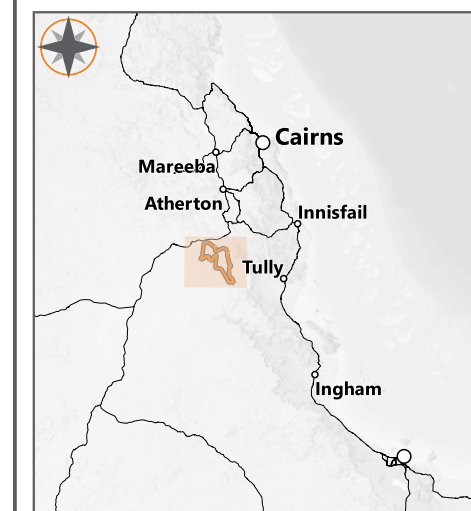 Cairns
Mareeba
Atherton
Innisfail
Tully
Ingham